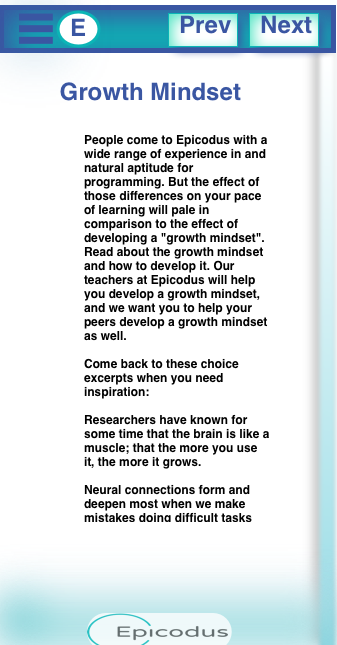 E Prev Next
Growth Mindset
People come to Epicodus with a
wide range of experience in and
natural aptitude for
programming. But the effect of
those differences on your pace
of learning will pale in
comparison to the effect of
developing a "growth mindset".
Read about the growth mindset
and how to develop it. Our
teachers at Epicodus will help
you develop a growth mindset,
and we want you to help your
peers develop a growth mindset
as well.
Come back to these choice
excerpts when you need
inspiration:
Researchers have known for
some time that the brain is like a
muscle; that the more you use
it, the more it grows.
Neural connections form and
deepen most when we make
mistakes doing difficult tasks
Epicodus